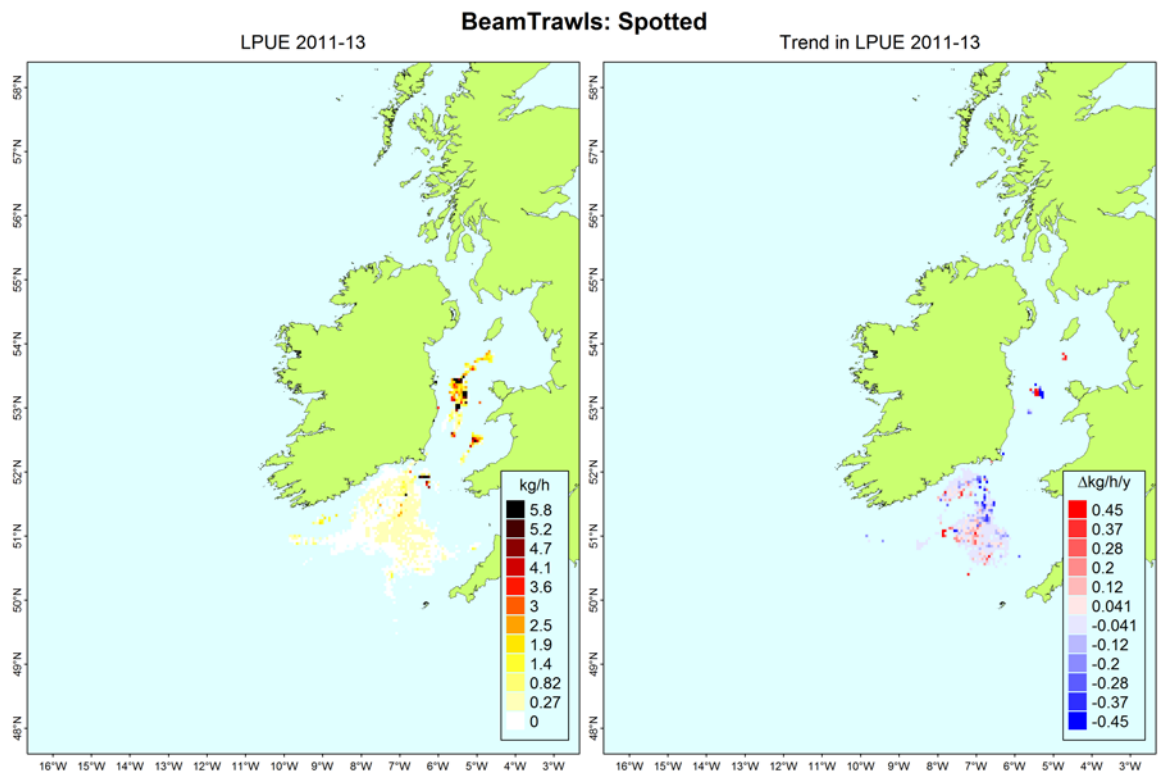 BeamTrawls: Spotted
LPUE 2011-13
58°N
57°N
56°N
55°N
54°N
53°N
52°N
51°N
50°N
49°N
48°N
16°W 15°W 14°W 13°W 12°W 11°W 10°W 9°W 8°W 7°W 6°W 5°W 4°W 3°W
kg/h
5.8
5.2
4.7
4.1
3.6
3
2.5
1.9
1.4
0.82
0.27
0
Trend in LPUE 2011-13
58°N
57°N
56°N
55°N
54°N
53°N
52°N
51°N
50°N
49°N
48°N
16°W 15°W 14°W 13°W 12°W 11°W 10°W 9°W 8°W 7°W 6°W 5°W 4°W 3°W
Δkg/h/y
0.45
0.37
0.28
0.2
0.12
0.041
-0.041
-0.12
-0.2
-0.28
-0.37
-0.45